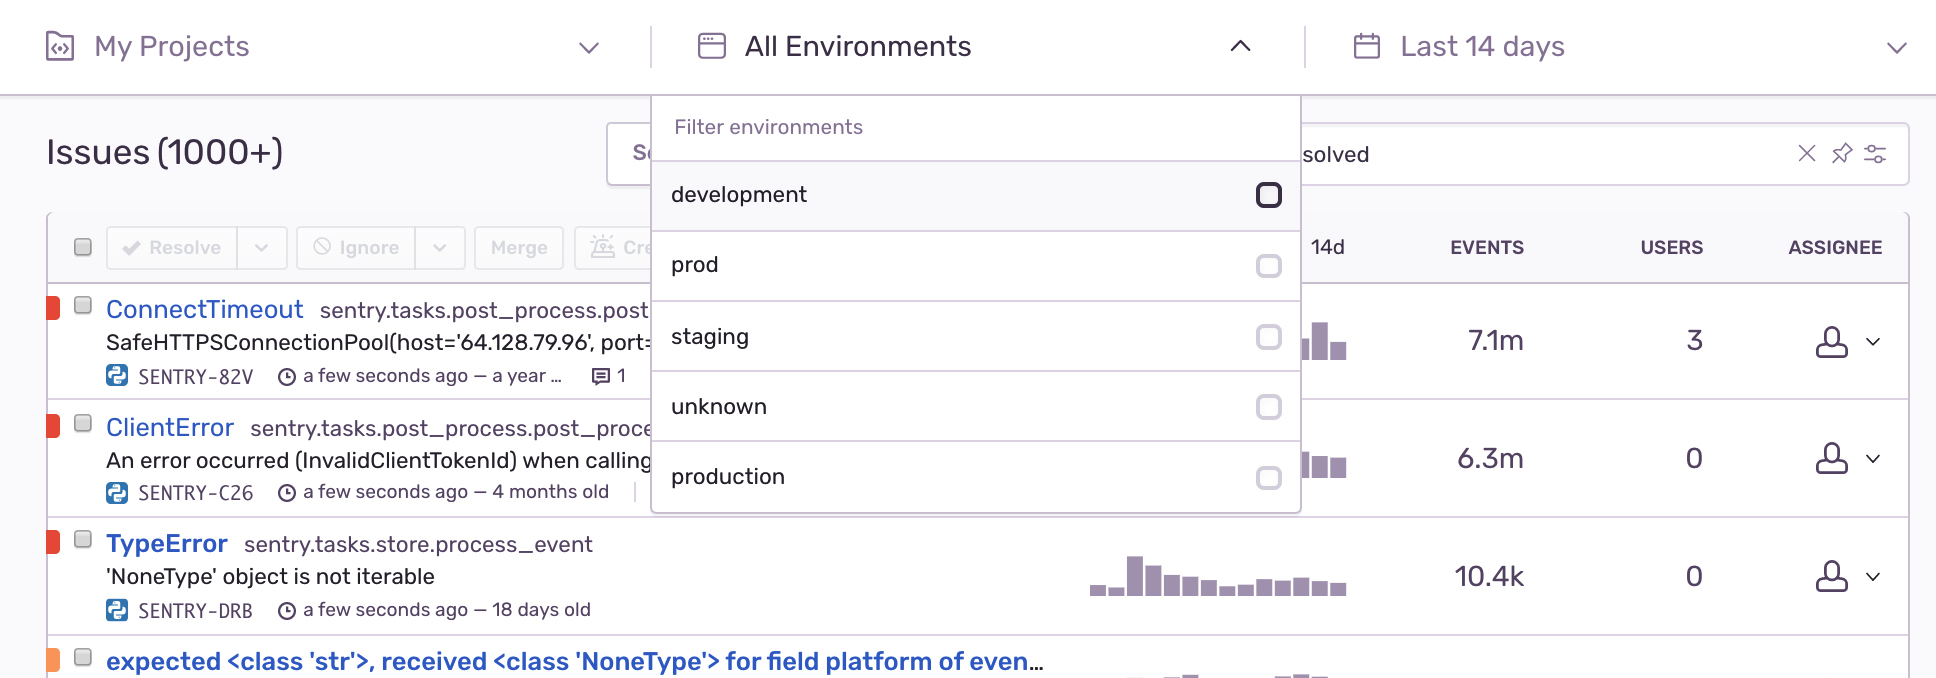 My Projects
All Environments
Last 14 days
Issues (1000+)
Filter environments
solved
development
prod
staging
unknown
production
Resolve
Ignore
Merge
14d
EVENTS
USERS
ASSIGNEE
ConnectTimeout sentry.tasks.post_process.post
SafeHTTPSConnectionPool(host='64.128.79.96', port=
SENTRY-82V a few seconds ago — a year ... 1
7.1m
3
ClientError sentry.tasks.post_process.post_proce
An error occurred (InvalidClientTokenId) when calling
SENTRY-C26 a few seconds ago — 4 months old
6.3m
0
TypeError sentry.tasks.store.process_event
'NoneType' object is not iterable
SENTRY-DRB a few seconds ago — 18 days old
10.4k
0
expected <class 'str'>, received <class 'NoneType'> for field platform of even...